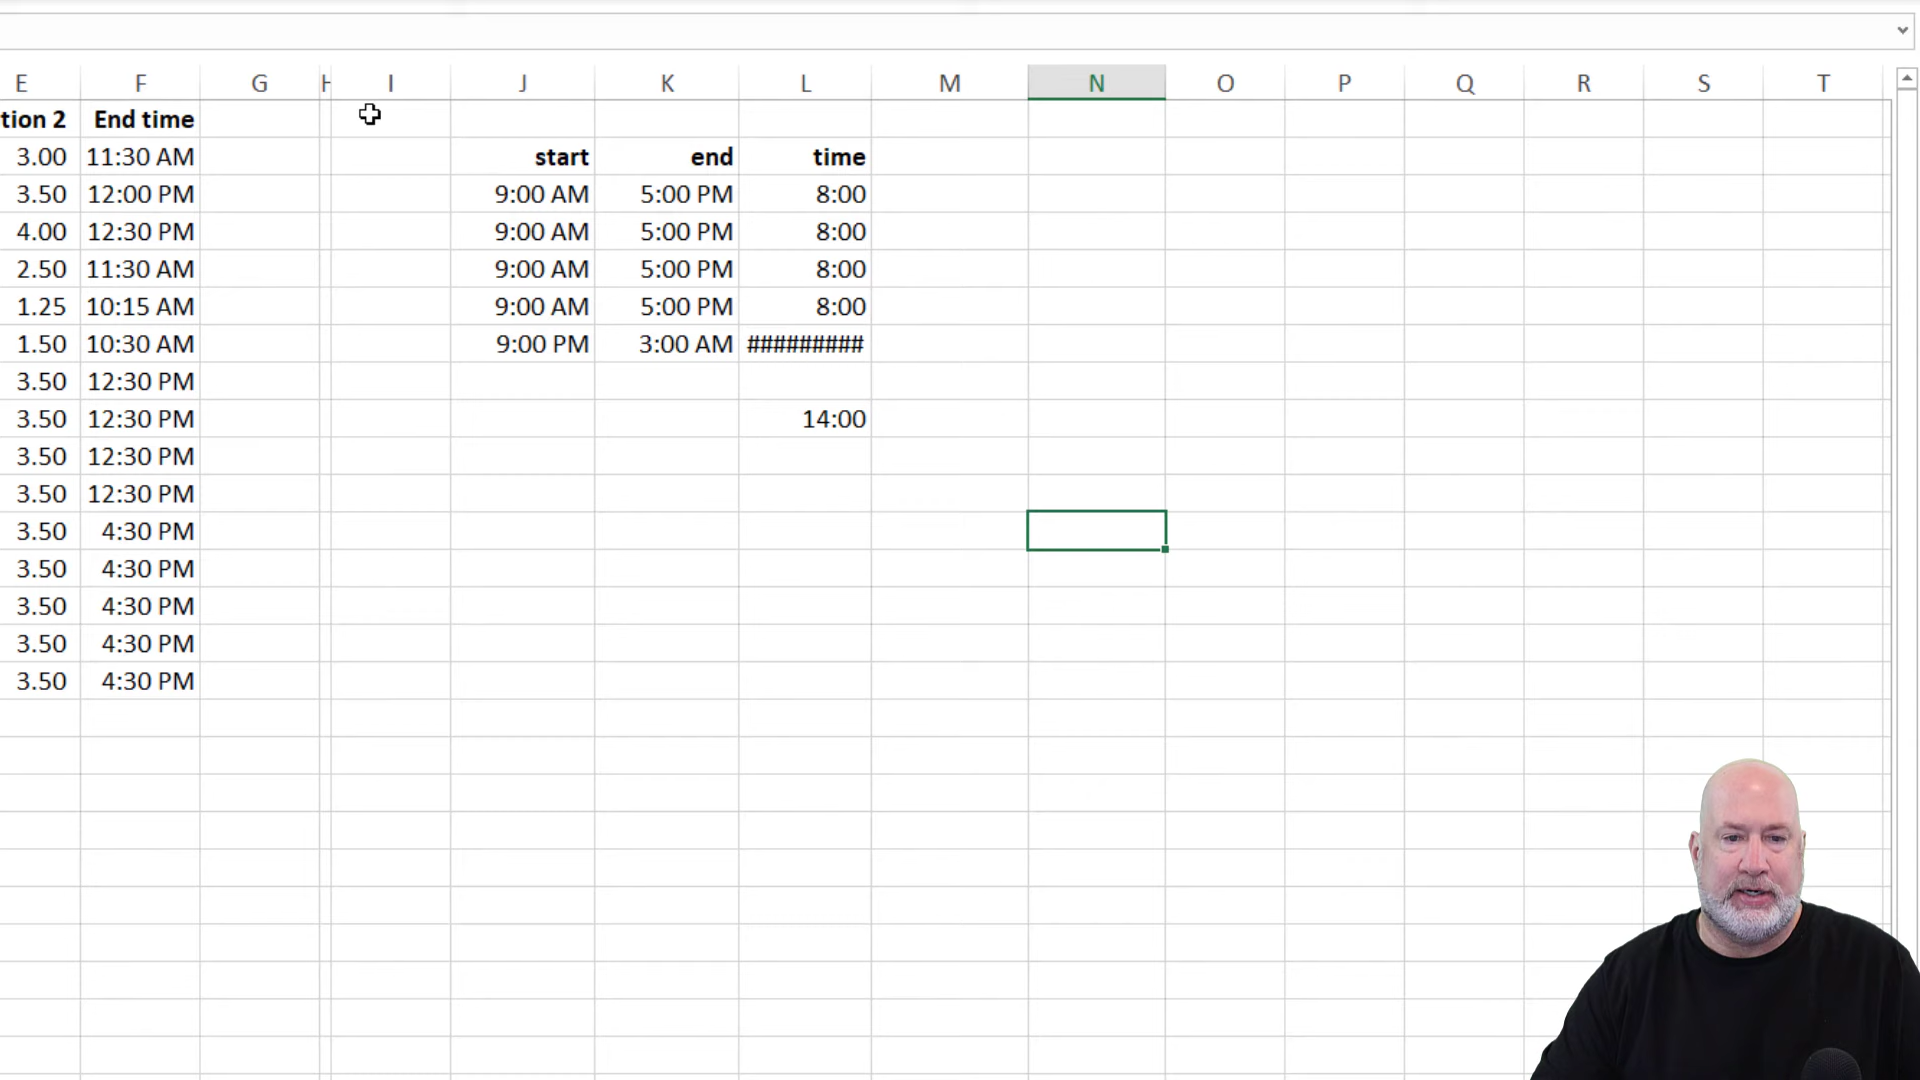 E F G H I J K L M N O P Q R S T
tion 2 End time
3.00 11:30 AM start end time
3.50 12:00 PM 9:00 AM 5:00 PM 8:00
4.00 12:30 PM 9:00 AM 5:00 PM 8:00
2.50 11:30 AM 9:00 AM 5:00 PM 8:00
1.25 10:15 AM 9:00 AM 5:00 PM 8:00
1.50 10:30 AM 9:00 PM 3:00 AM #########
3.50 12:30 PM
3.50 12:30 PM 14:00
3.50 12:30 PM
3.50 12:30 PM
3.50 4:30 PM
3.50 4:30 PM
3.50 4:30 PM
3.50 4:30 PM
3.50 4:30 PM